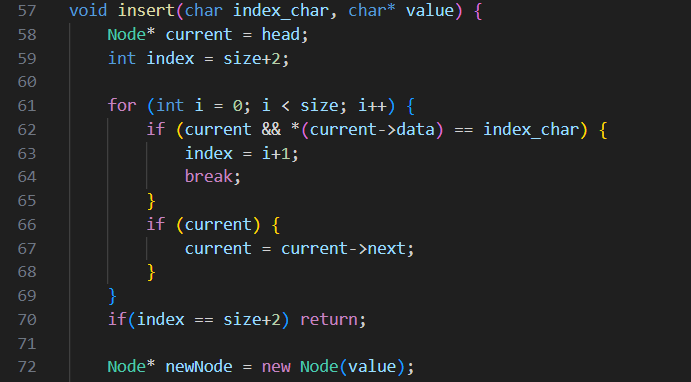 57 void insert(char index_char, char* value) {
58     Node* current = head;
59     int index = size+2;
60
61     for (int i = 0; i < size; i++) {
62         if (current && *(current->data) == index_char) {
63             index = i+1;
64             break;
65         }
66         if (current) {
67             current = current->next;
68         }
69     }
70     if(index == size+2) return;
71
72     Node* newNode = new Node(value);